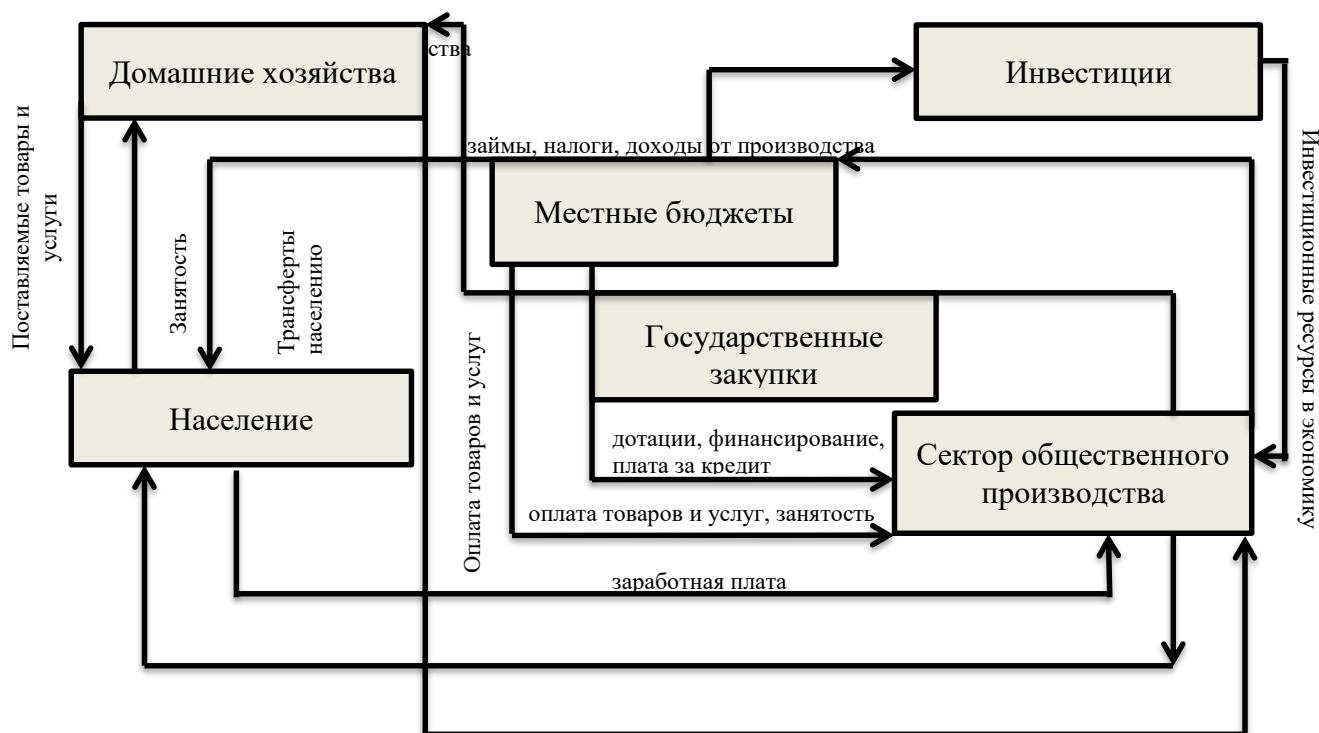 Домашние хозяйства
Инвестиции
займы, налоги, доходы от производства
Местные бюджеты
Поставляемые товары и
услуги
Занятость
Трансферты
населению
Инвестиционные ресурсы в экономику
Государственные
закупки
Население
Оплата товаров и услуг
дотации, финансирование,
плата за кредит
Сектор общественного
производства
оплата товаров и услуг, занятость
заработная плата